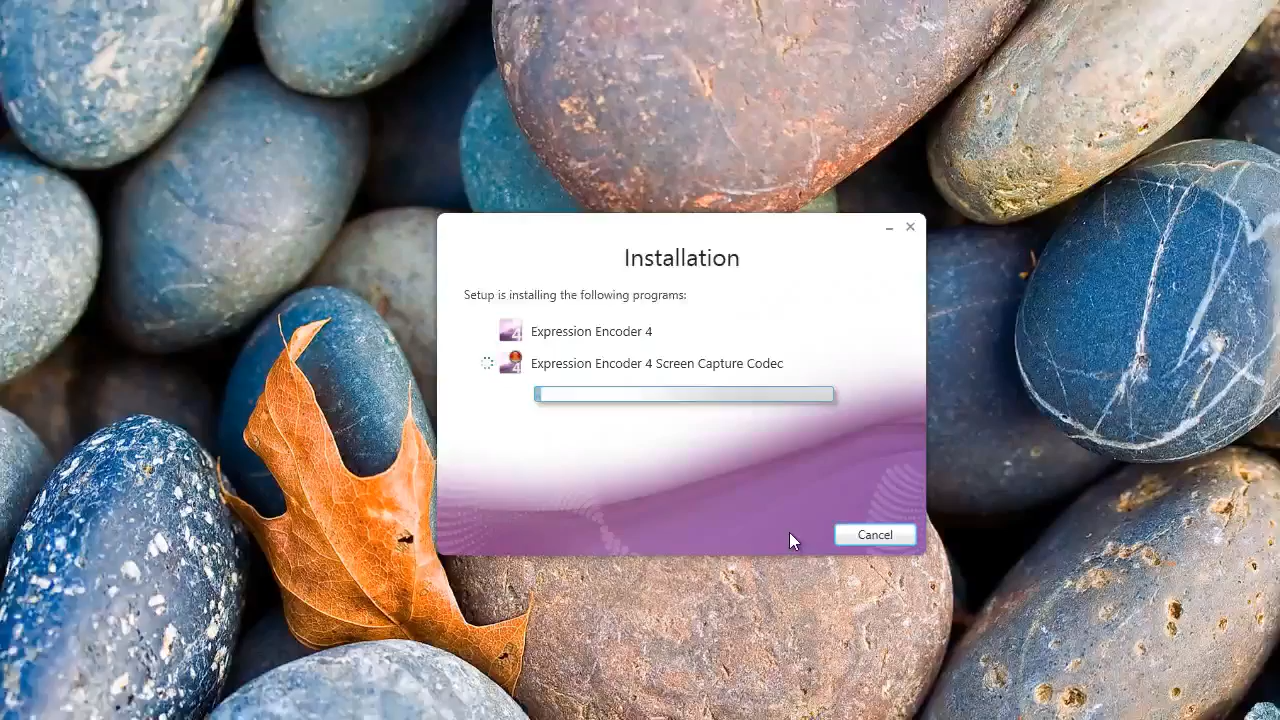 Installation
Setup is installing the following programs:
Expression Encoder 4
Expression Encoder 4 Screen Capture Codec
Cancel